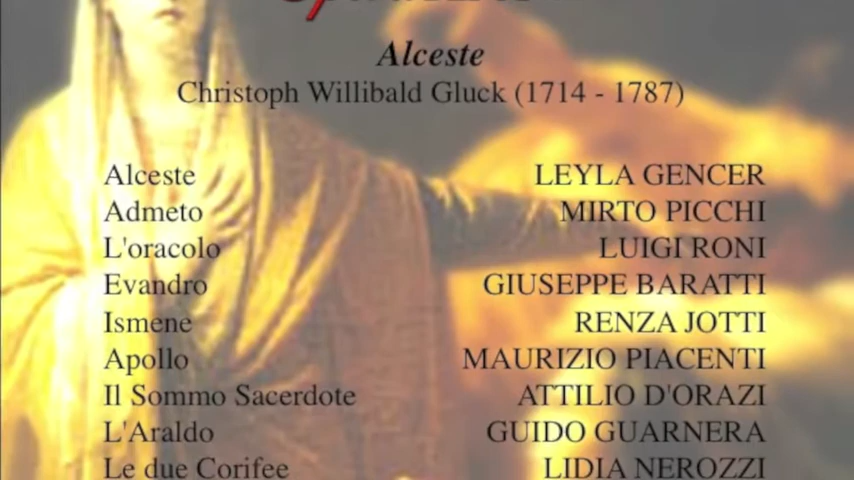 Alceste
Christoph Willibald Gluck (1714 - 1787)
Alceste LEYLA GENCER
Admeto MIRTO PICCHI
L'oracolo LUIGI RONI
Evandro GIUSEPPE BARATTI
Ismene RENZA JOTTI
Apollo MAURIZIO PIACENTI
Il Sommo Sacerdote ATTILIO D'ORAZI
L'Araldo GUIDO GUARNERA
Le due Corifee LIDIA NEROZZI